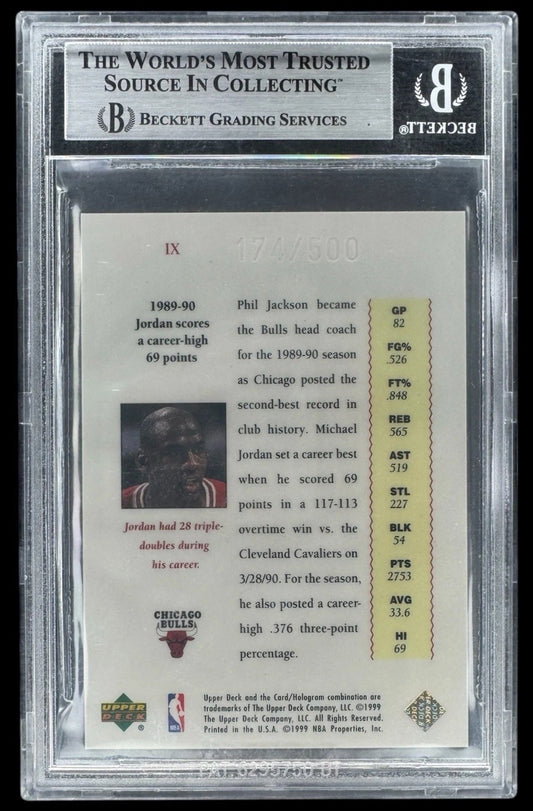 THE WORLD'S MOST TRUSTED
SOURCE IN COLLECTING™
B BECKETT GRADING SERVICES
B
BECKETT®
IX
174/500
1989-90
Jordan scores
a career-high
69 points
Jordan had 28 triple-
doubles during
his career.
CHICAGO
BULLS
Phil Jackson became
the Bulls head coach
for the 1989-90 season
as Chicago posted the
second-best record in
club history. Michael
Jordan set a career best
when he scored 69
points in a 117-113
overtime win vs. the
Cleveland Cavaliers on
3/28/90. For the season,
he also posted a career-
high .376 three-point
percentage.
GP
82
FG%
.526
FT%
.848
REB
565
AST
519
STL
227
BLK
54
PTS
2753
AVG
33.6
HI
69
UPPER
DECK
®
NBA
Upper Deck and the Card/Hologram combination are
trademarks of The Upper Deck Company, LLC. ©1999
The Upper Deck Company, LLC. All Rights Reserved.
Printed in the U.S.A. ©1999 NBA Properties, Inc.